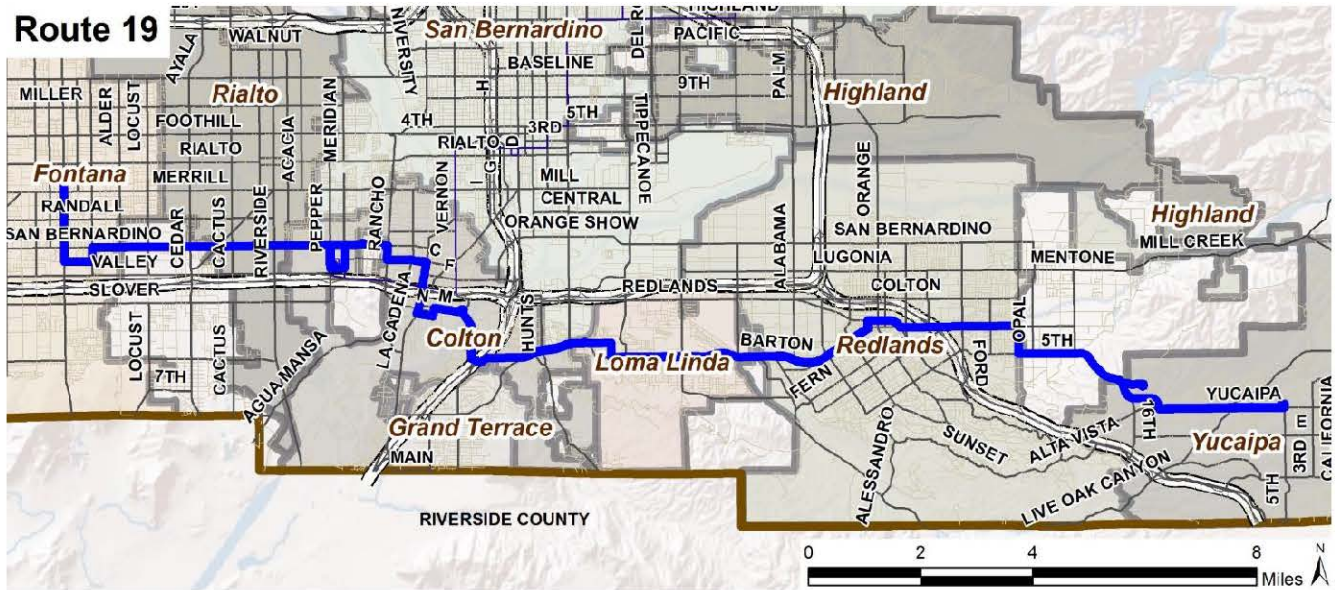 Route 19
WALNUT
AYALA
NIVERSITY
San Bernardino
HIGHLAND
PACIFIC
BASELINE
H
9TH
PALM
Highland
MILLER
ALDER
LOCUST
Rialto
MERIDIAN
FOOTHILL
4TH
5TH
3RD
D
TIPPECANOE
RIALTO
ACACIA
RIALTO
ORANGE
Fontana
MERRILL
MILL
I
G
VERNON
CENTRAL
RANDALL
RIVERSIDE
PEPPER
RANCHO
ORANGE SHOW
Highland
SAN BERNARDINO
CEDAR
CACTUS
SAN BERNARDINO
MILL CREEK
VALLEY
C
F
ALABAMA
LUGONIA
MENTONE
SLOVER
LA CADENA
N
M
REDLANDS
COLTON
HUNTS
OPAL
LOCUST
CACTUS
Colton
BARTON
Redlands
5TH
7TH
AGUA MANSA
Loma Linda
FERN
FORD
YUCAIPA
16TH
CALIFORNIA
Grand Terrace
ALESSANDRO
SUNSET
ALTA VISTA
Yucaipa
E
3RD
MAIN
LIVE OAK CANYON
5TH
RIVERSIDE COUNTY
0 2 4 6 8
Miles
N